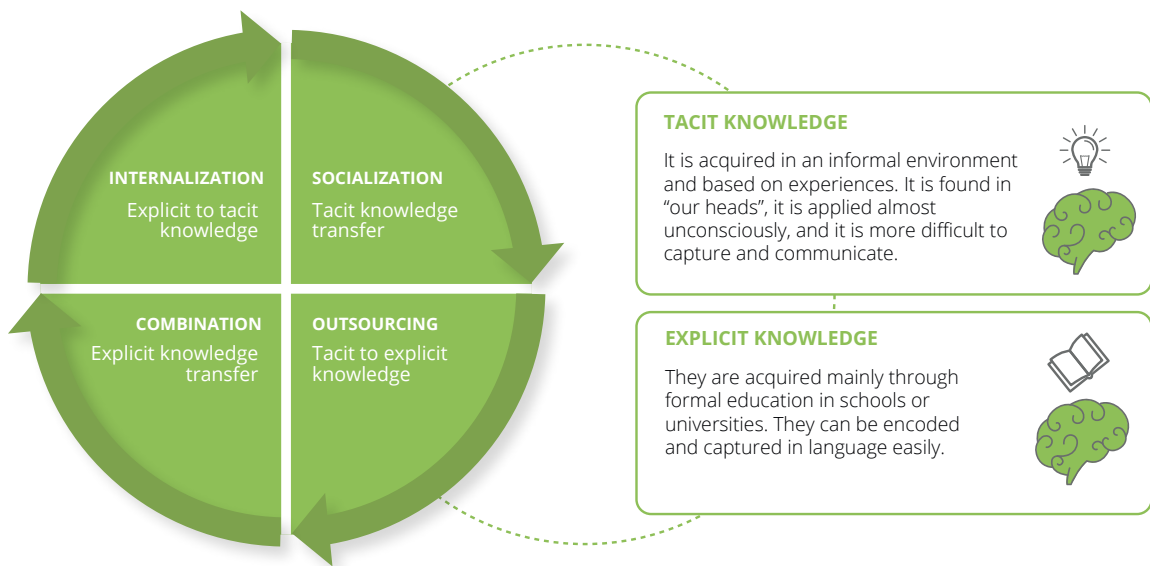 INTERNALIZATION
Explicit to tacit
knowledge
SOCIALIZATION
Tacit knowledge
transfer
COMBINATION
Explicit knowledge
transfer
OUTSOURCING
Tacit to explicit
knowledge
TACIT KNOWLEDGE
It is acquired in an informal environment
and based on experiences. It is found in
“our heads”, it is applied almost
unconsciously, and it is more difficult to
capture and communicate.
EXPLICIT KNOWLEDGE
They are acquired mainly through
formal education in schools or
universities. They can be encoded
and captured in language easily.